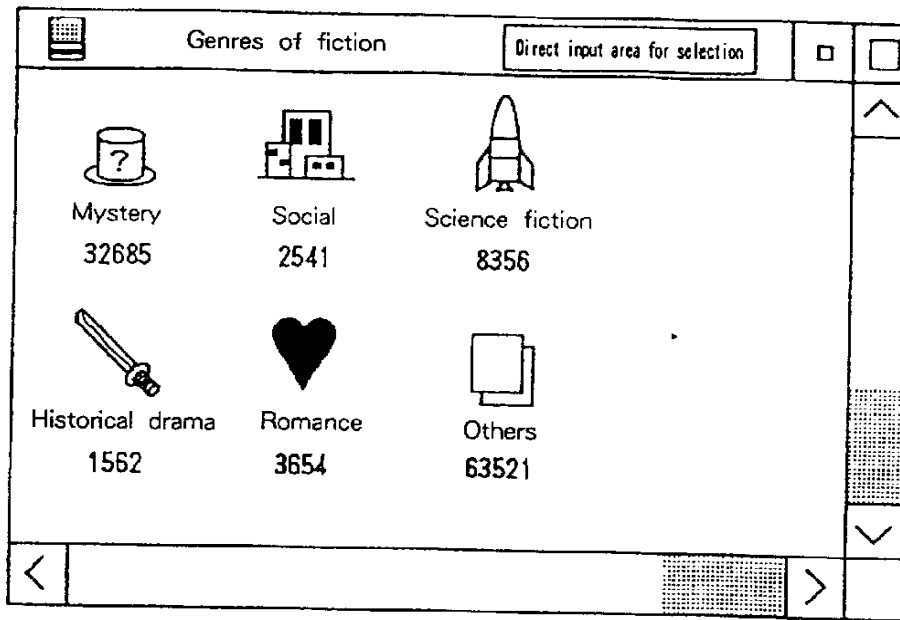 Genres of fiction
Direct input area for selection
?
Mystery
32685
Social
2541
Science fiction
8356
Historical drama
1562
Romance
3654
Others
63521